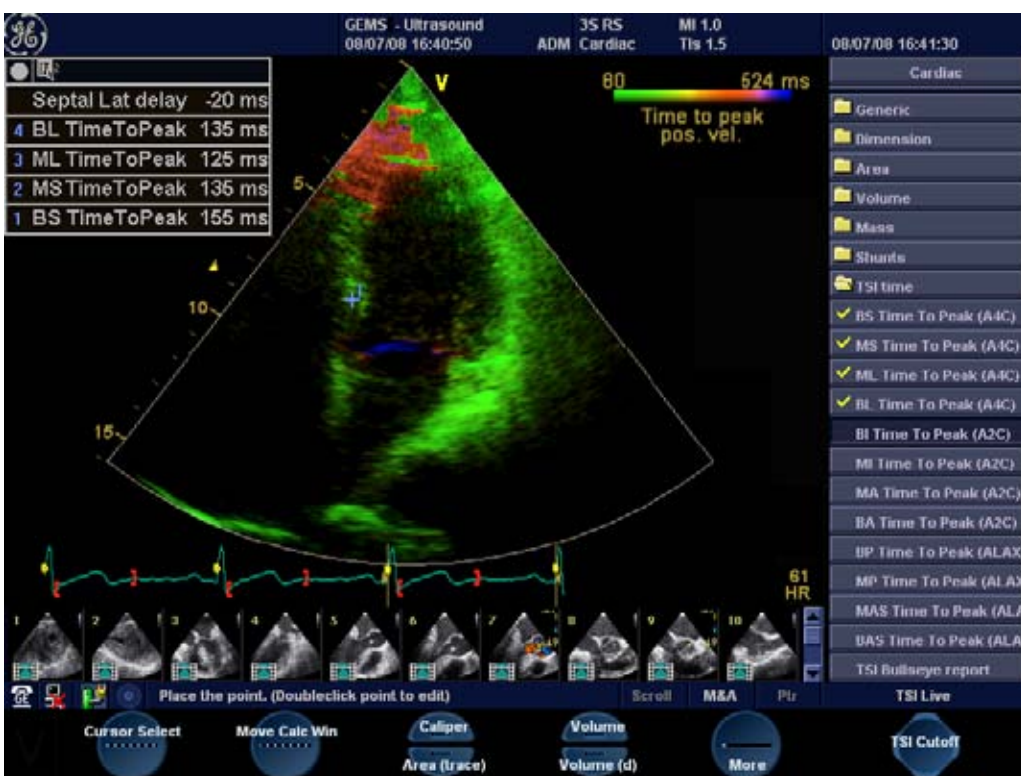 GEMS - Ultrasound
08/07/08 16:40:50
ADM
3S RS
Cardiac
MI 1.0
TIs 1.5
08/07/08 16:41:30
Septal Lat delay -20 ms
4 BL TimeToPeak 135 ms
3 ML TimeToPeak 125 ms
2 MS TimeToPeak 135 ms
1 BS TimeToPeak 155 ms
V
80 524 ms
Time to peak
pos. vel.
5
10
15
61
HR
Cardiac
Generic
Dimension
Area
Volume
Mass
Shunts
TSI time
BS Time To Peak (A4C)
MS Time To Peak (A4C)
ML Time To Peak (A4C)
BL Time To Peak (A4C)
BI Time To Peak (A2C)
MI Time To Peak (A2C)
MA Time To Peak (A2C)
BA Time To Peak (A2C)
BP Time To Peak (ALAX
MP Time To Peak (ALAX
MAS Time To Peak (ALA
BAS Time To Peak (ALA
TSI Bullseye report
1 2 3 4 5 6 7 8 9 10
Place the point. (Doubleclick point to edit)
Scroll
M&A
Ptr
TSI Live
Cursor Select
Move Calc Win
Caliper
Area (trace)
Volume
Volume (d)
More
TSI Cutoff